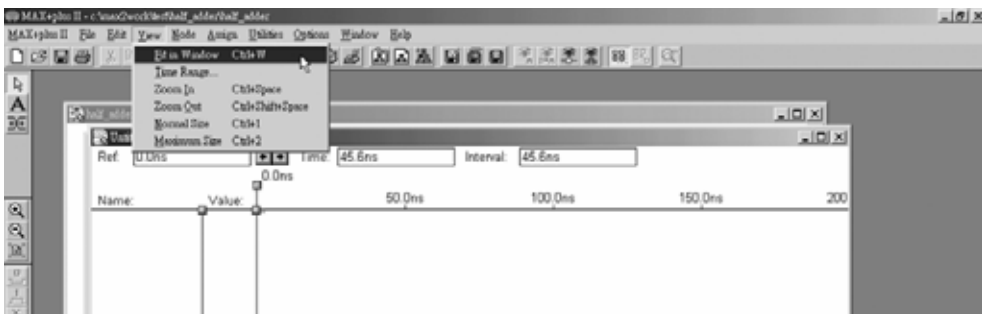 MAX+plus II - c:\max2work\test\half_adder\half_adder
MAX+plus II File Edit View Node Assign Utilities Options Window Help
Fit in Window Ctrl+W
Time Range...
Zoom In Ctrl+Space
Zoom Out Ctrl+Shift+Space
Normal Size Ctrl+1
Maximum Size Ctrl+2
half_adder
Ref: 0.0ns Time: 45.6ns Interval: 45.6ns
0.0ns
Name: Value: 50.0ns 100.0ns 150.0ns 200